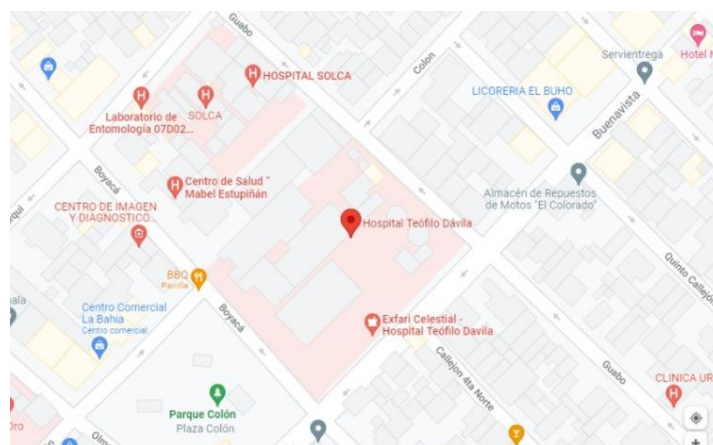 Guabo
Colon
Servientrega
Hotel M
HOSPITAL SOLCA
LICORERIA EL BUHO
Buenavista
Laboratorio de
Entomología 07D02...
SOLCA
Boyacá
Centro de Salud "
Mabel Estupiñán
Almacén de Repuestos
de Motos "El Colorado"
CENTRO DE IMAGEN
Y DIAGNOSTICO...
Hospital Teófilo Dávila
BBQ
Parrilla
Quinto Callejón
Centro Comercial
La Bahia
Centro comercial
Boyacá
Exfari Celestial -
Hospital Teófilo Davila
Callejon 4ta Norte
Guabo
CLINICA UR
Parque Colón
Plaza Colón
Oro
Olm